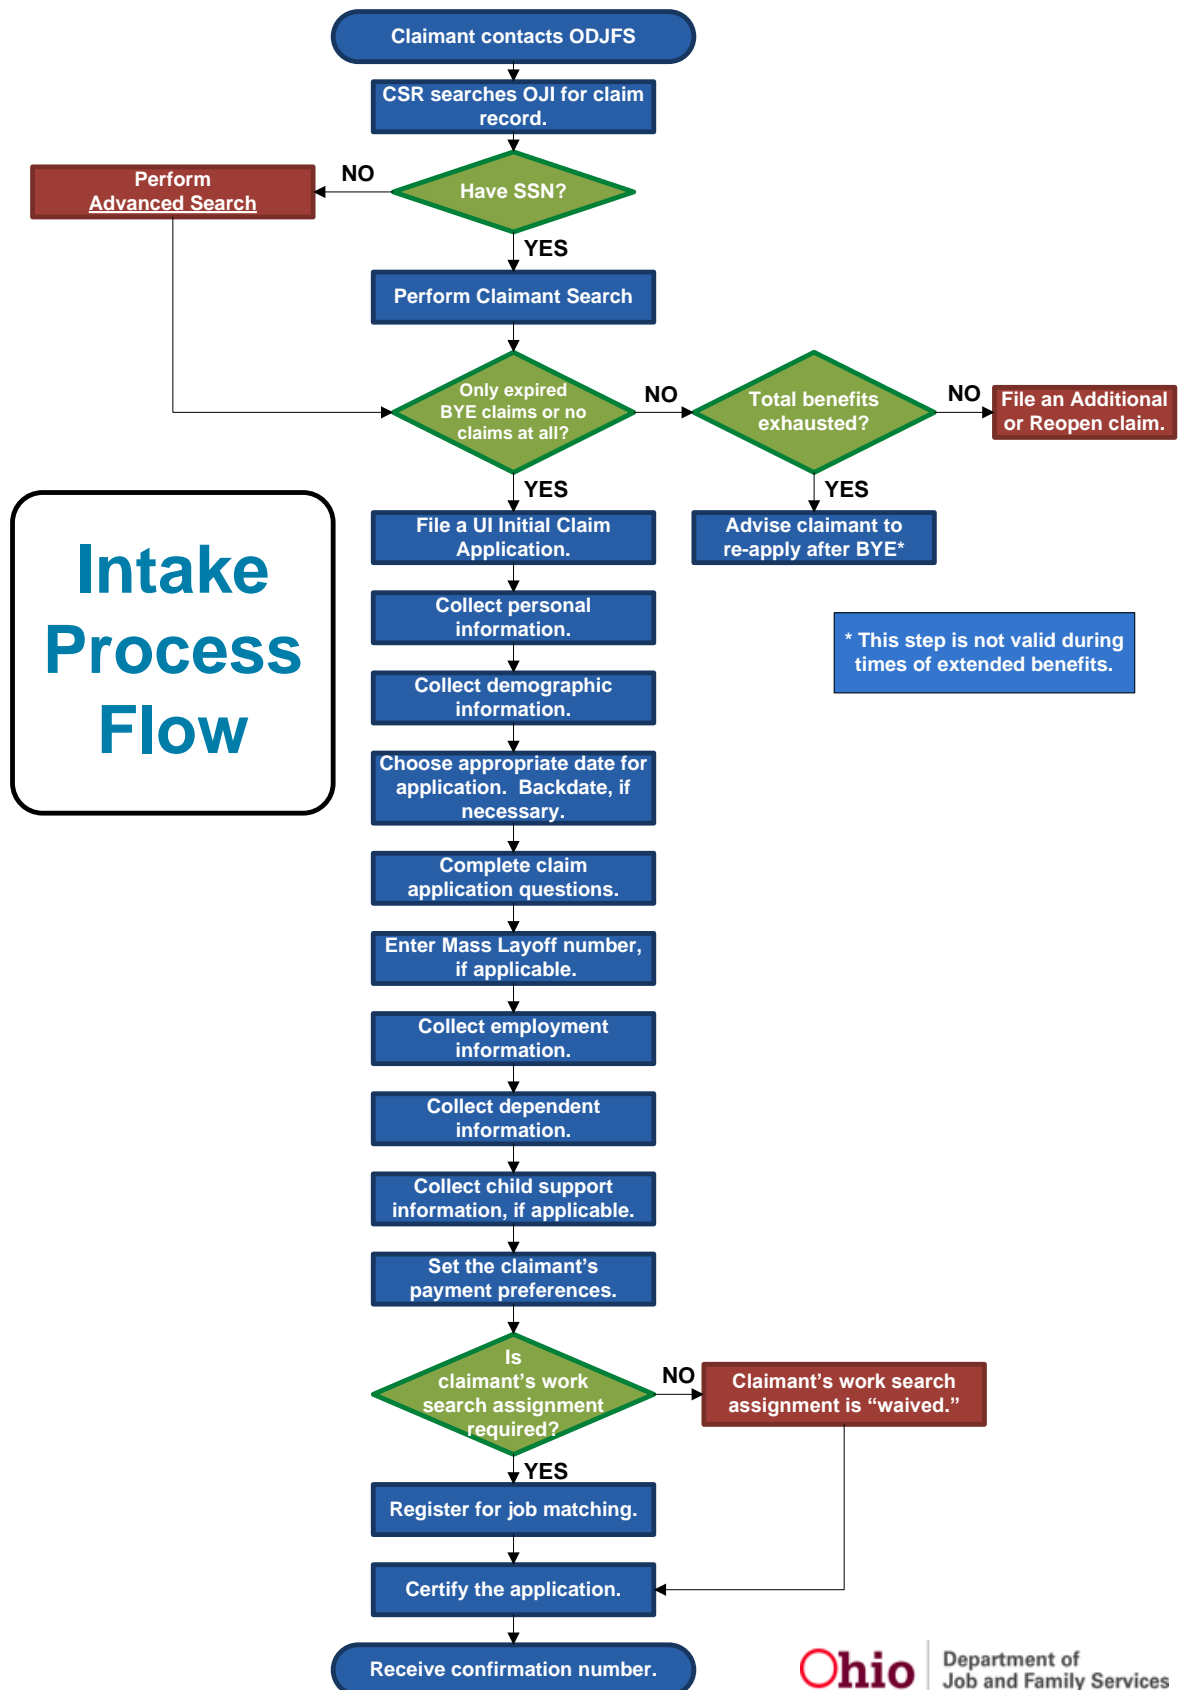 Claimant contacts ODJFS
CSR searches OJI for claim
record.
NO
Perform
Advanced Search
Have SSN?
YES
Perform Claimant Search
Only expired
BYE claims or no
claims at all?
NO
Total benefits
exhausted?
NO
File an Additional
or Reopen claim.
YES
YES
File a UI Initial Claim
Application.
Advise claimant to
re-apply after BYE*
Intake
Process
Flow
Collect personal
information.
* This step is not valid during
times of extended benefits.
Collect demographic
information.
Choose appropriate date for
application.  Backdate, if
necessary.
Complete claim
application questions.
Enter Mass Layoff number,
if applicable.
Collect employment
information.
Collect dependent
information.
Collect child support
information, if applicable.
Set the claimant’s
payment preferences.
Is
claimant’s work
search assignment
required?
NO
Claimant’s work search
assignment is “waived.”
YES
Register for job matching.
Certify the application.
Receive confirmation number.
Ohio
Department of
Job and Family Services